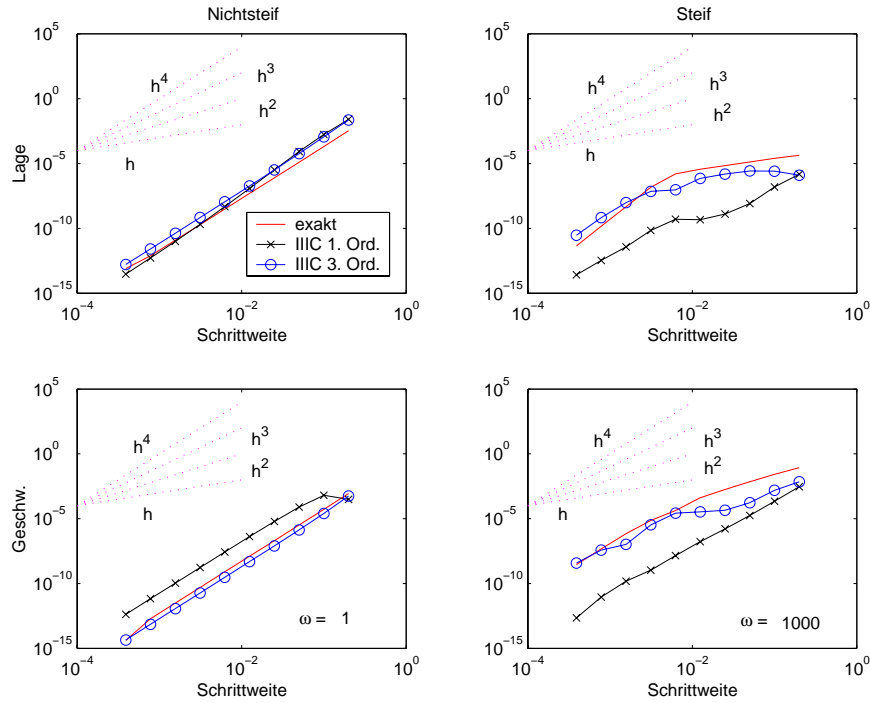 Nichtsteif
10^5
10^0
10^-5
10^-10
10^-15
Lage
h^4
h^3
h^2
h
exakt
IIIC 1. Ord.
IIIC 3. Ord.
10^-4
10^-2
10^0
Schrittweite
Steif
10^5
10^0
10^-5
10^-10
10^-15
h^4
h^3
h^2
h
10^-4
10^-2
10^0
Schrittweite
10^5
10^0
10^-5
10^-10
10^-15
Geschw.
h^4
h^3
h^2
h
ω = 1
10^-4
10^-2
10^0
Schrittweite
10^5
10^0
10^-5
10^-10
10^-15
h^4
h^3
h^2
h
ω = 1000
10^-4
10^-2
10^0
Schrittweite